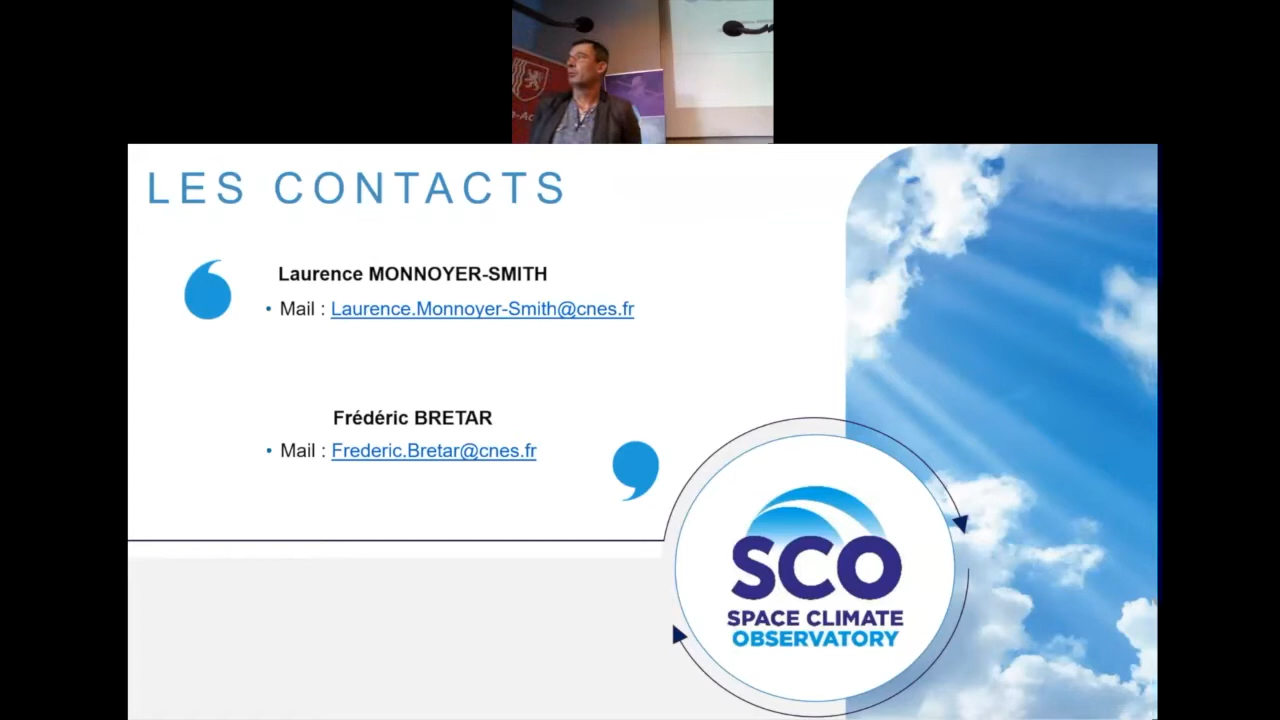 LES CONTACTS
Laurence MONNOYER-SMITH
• Mail : Laurence.Monnoyer-Smith@cnes.fr
Frédéric BRETAR
• Mail : Frederic.Bretar@cnes.fr
SCO
SPACE CLIMATE
OBSERVATORY